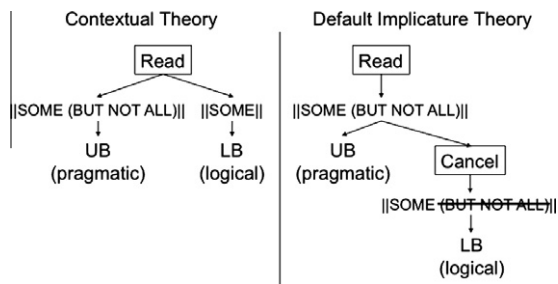 Contextual Theory
Read
||SOME (BUT NOT ALL)|| ||SOME||
UB LB
(pragmatic) (logical)
Default Implicature Theory
Read
||SOME (BUT NOT ALL)||
UB
(pragmatic)
Cancel
||SOME (BUT NOT ALL)||
LB
(logical)